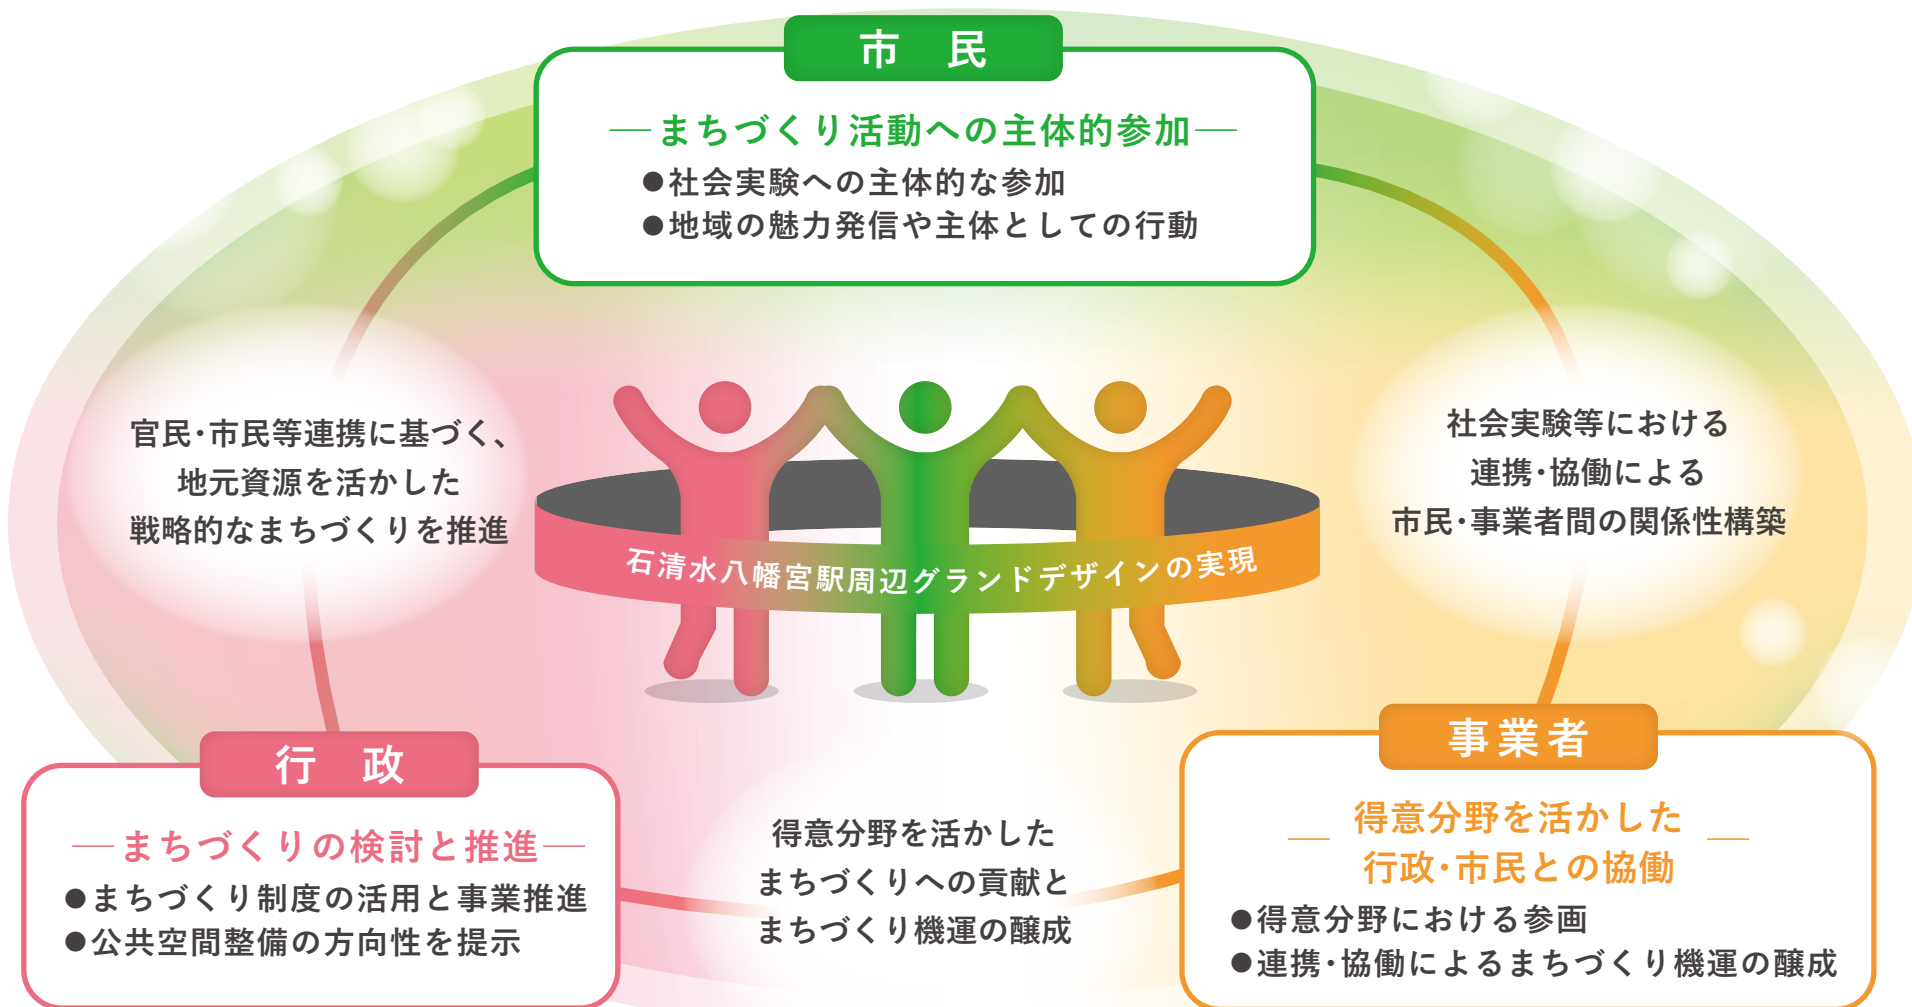 市　民
まちづくり活動への主体的参加
●社会実験への主体的な参加
●地域の魅力発信や主体としての行動
官民・市民等連携に基づく、
地元資源を活かした
戦略的なまちづくりを推進
社会実験等における
連携・協働による
市民・事業者間の関係性構築
石清水八幡宮駅周辺グランドデザインの実現
行　政
まちづくりの検討と推進
●まちづくり制度の活用と事業推進
●公共空間整備の方向性を提示
得意分野を活かした
まちづくりへの貢献と
まちづくり機運の醸成
事業者
得意分野を活かした
行政・市民との協働
●得意分野における参画
●連携・協働によるまちづくり機運の醸成